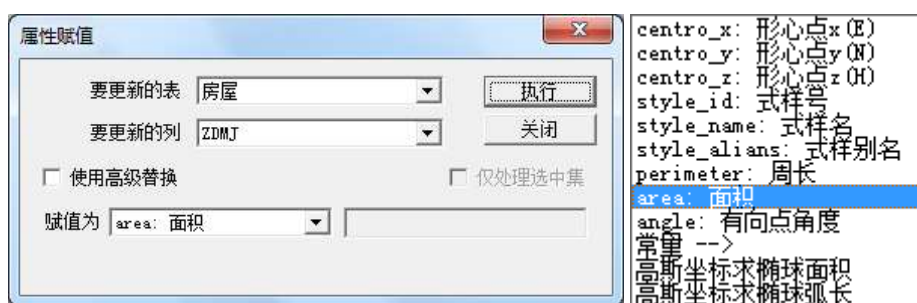 属性赋值
要更新的表 房屋
执行
要更新的列 ZDMJ
关闭
使用高级替换
仅处理选中集
赋值为 area: 面积
centro_x: 形心点x(E)
centro_y: 形心点y(N)
centro_z: 形心点z(H)
style_id: 式样号
style_name: 式样名
style_alians: 式样别名
perimeter: 周长
area: 面积
angle: 有向点角度
常量 -->
高斯坐标求椭球面积
高斯坐标求椭球弧长